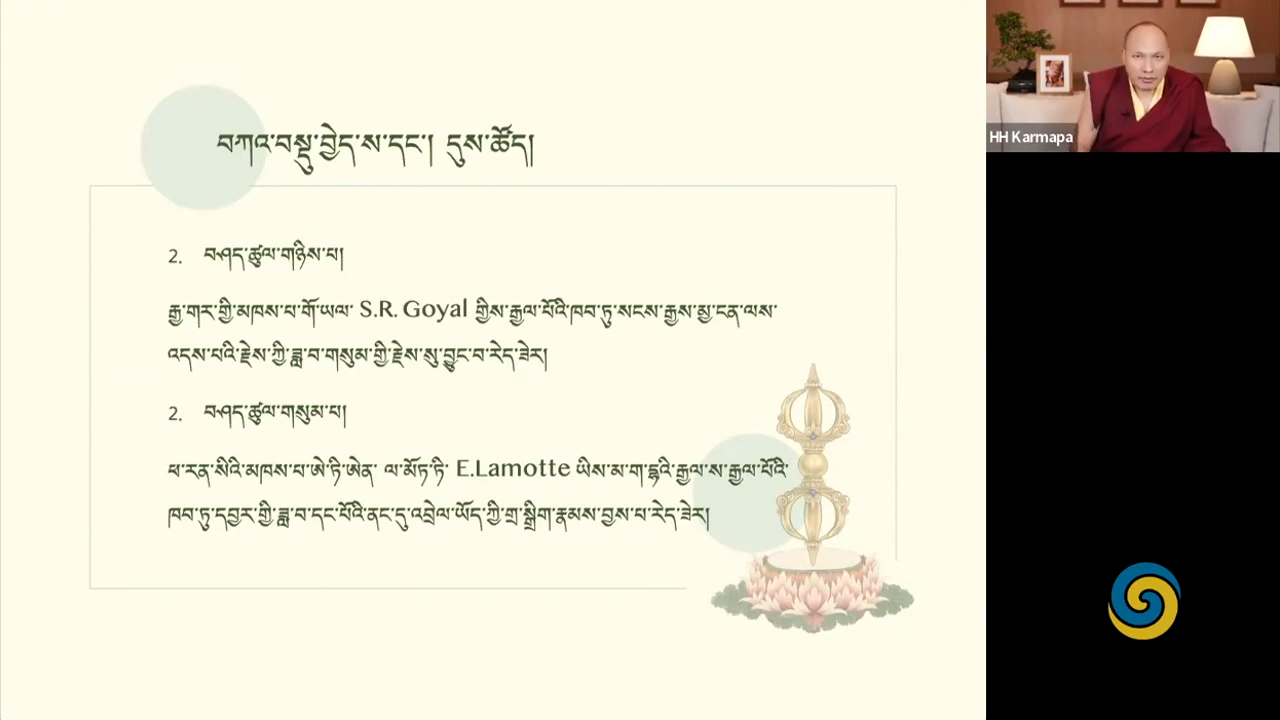 བཀའ་བསྡུ་བྱེད་ས་དང་། དུས་ཚོད།
2. བཤད་ཚུལ་གཉིས་པ།
རྒྱ་གར་གྱི་མཁས་པ་གོ་ཡལ་ S.R. Goyal གྱིས་རྒྱལ་པོའི་ཁབ་ཏུ་སངས་རྒྱས་མྱ་ངན་ལས་
འདས་པའི་རྗེས་ཀྱི་ཟླ་བ་གསུམ་གྱི་རྗེས་སུ་བྱུང་བ་རེད་ཟེར།
2. བཤད་ཚུལ་གསུམ་པ།
ཕ་རན་སིའི་མཁས་པ་ཨེ་ཏི་ཨེན་ ལ་མོཏ་ཏི་ E.Lamotte ཡིས་མ་ག་དྷའི་རྒྱལ་ས་རྒྱལ་པོའི་
ཁབ་ཏུ་དབྱར་གྱི་ཟླ་བ་དང་པོའི་ནང་དུ་འབྲེལ་ཡོད་ཀྱི་གྲ་སྒྲིག་རྣམས་བྱས་པ་རེད་ཟེར།
HH Karmapa